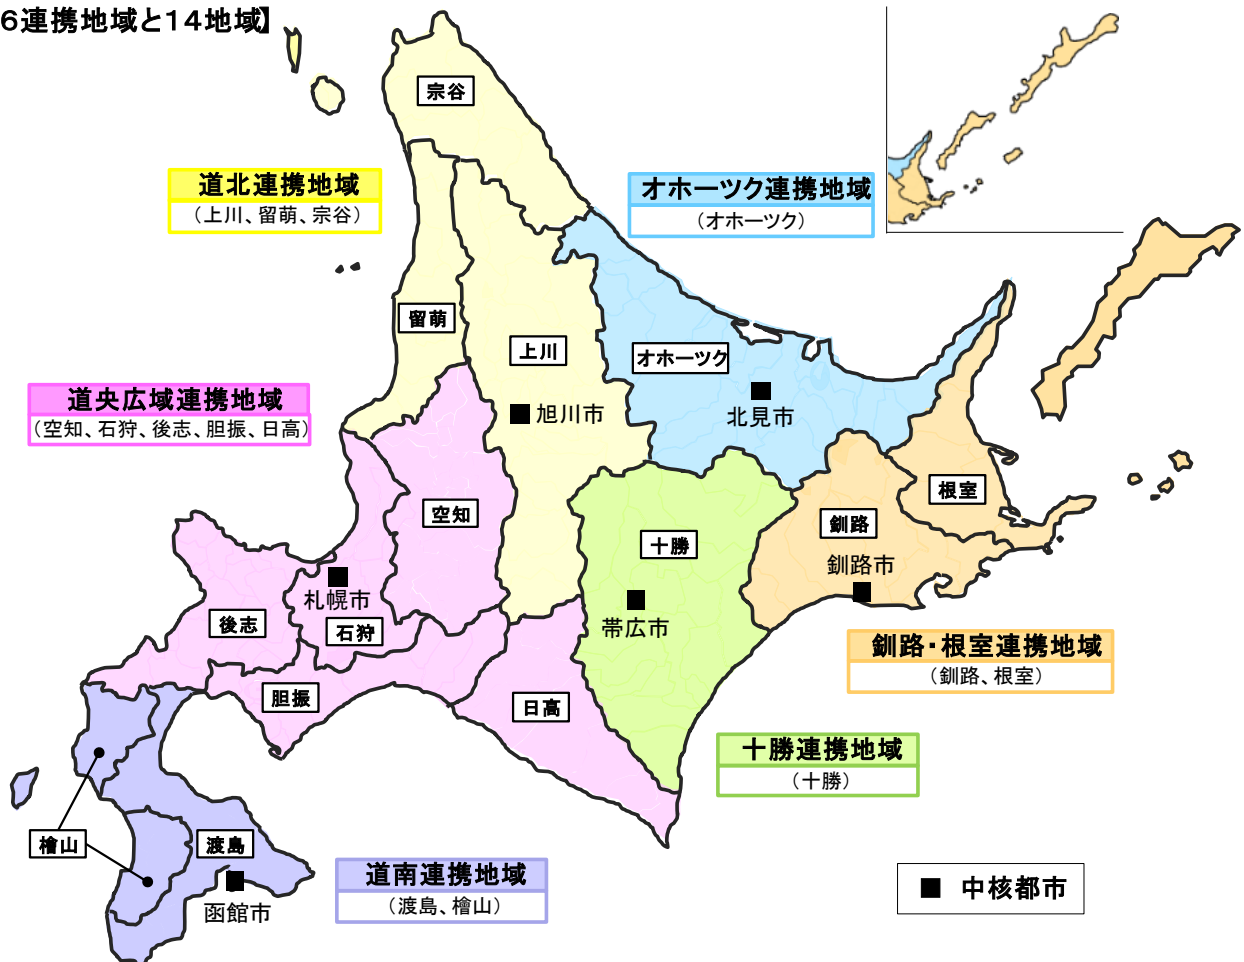 6連携地域と14地域】
宗谷
道北連携地域
（上川、留萌、宗谷）
オホーツク連携地域
（オホーツク）
留萌
上川
オホーツク
旭川市
北見市
道央広域連携地域
（空知、石狩、後志、胆振、日高）
空知
根室
釧路
十勝
釧路市
札幌市
帯広市
後志
石狩
釧路・根室連携地域
（釧路、根室）
胆振
日高
十勝連携地域
（十勝）
檜山
渡島
道南連携地域
（渡島、檜山）
函館市
■ 中核都市